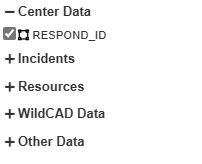 Center Data
RESPOND_ID
Incidents
Resources
WildCAD Data
Other Data